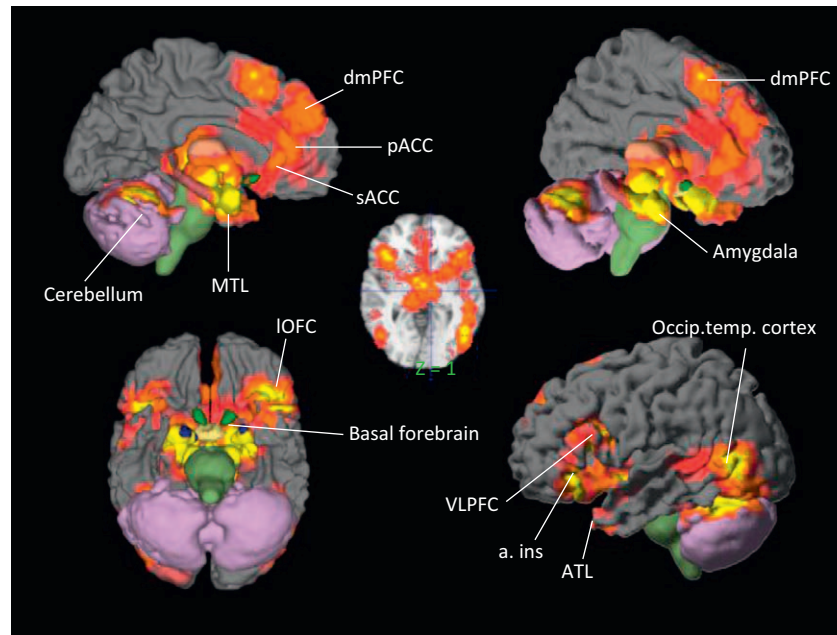 dmPFC
dmPFC
pACC
sACC
Amygdala
MTL
Cerebellum
lOFC
Occip.temp. cortex
Z = 1
Basal forebrain
VLPFC
a. ins
ATL